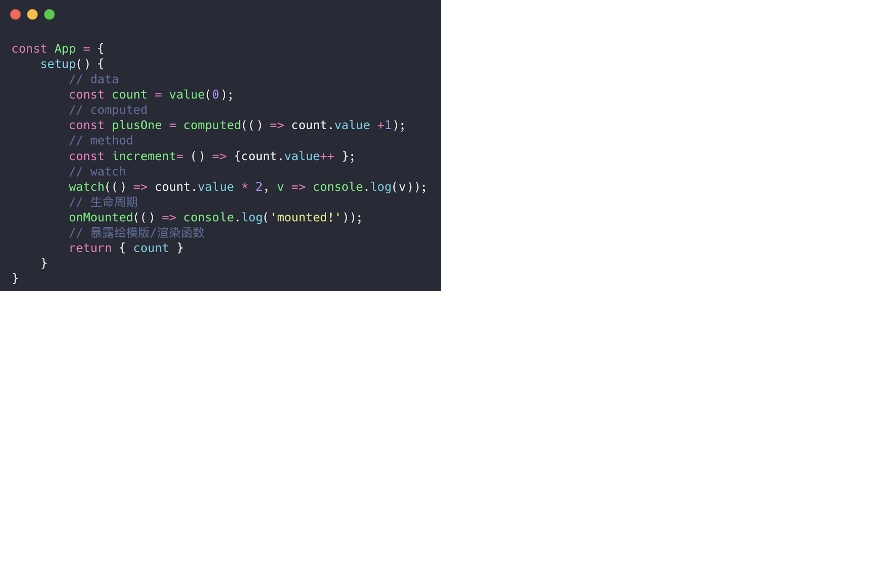 const App = {
    setup() {
        // data
        const count = value(0);
        // computed
        const plusOne = computed(() => count.value +1);
        // method
        const increment= () => {count.value++ };
        // watch
        watch(() => count.value * 2, v => console.log(v));
        // 生命周期
        onMounted(() => console.log('mounted!'));
        // 暴露给模版/渲染函数
        return { count }
    }
}